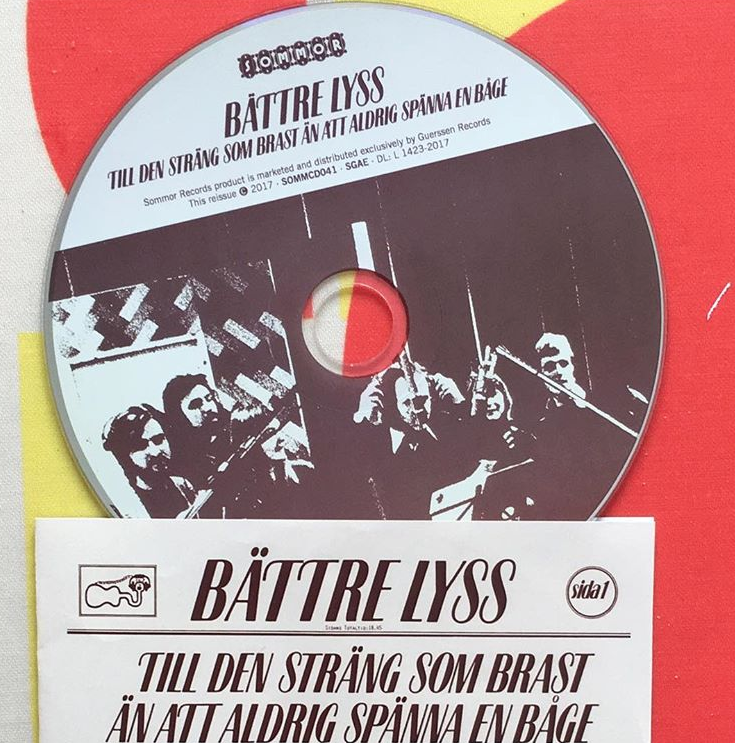 SOMMOR
BÄTTRE LYSS
TILL DEN STRÄNG SOM BRAST ÄN ATT ALDRIG SPÄNNA EN BÅGE
Sommor Records product is marketed and distributed exclusively by Guerssen Records
This reissue © 2017 · SOMMCD041 · SGAE · DL: L 1423-2017
BÄTTRE LYSS
sida 1
TILL DEN STRÄNG SOM BRAST
ÄN ATT ALDRIG SPÄNNA EN BÅGE